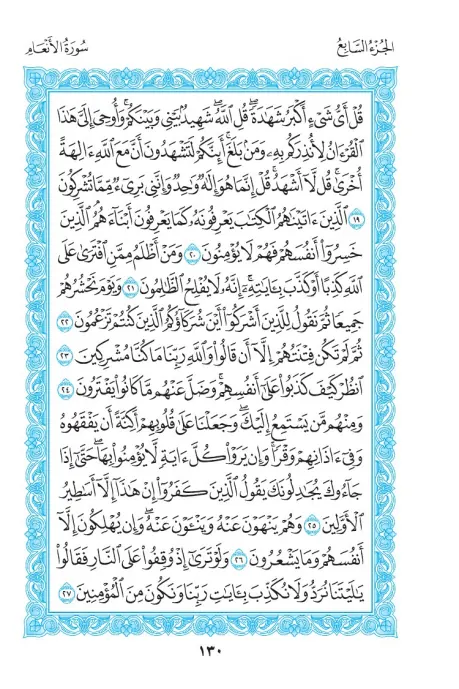 الجزء السابع
سورة الأنعام
قُلْ أَىُّ شَىْءٍ أَكْبَرُ شَهَٰدَةً ۖ قُلِ ٱللَّهُ ۖ شَهِيدٌۢ بَيْنِى وَبَيْنَكُمْ ۚ وَأُوحِىَ إِلَىَّ هَٰذَا
ٱلْقُرْءَانُ لِأُنذِرَكُم بِهِۦ وَمَنۢ بَلَغَ ۚ أَئِنَّكُمْ لَتَشْهَدُونَ أَنَّ مَعَ ٱللَّهِ ءَالِهَةً
أُخْرَىٰ ۚ قُل لَّآ أَشْهَدُ ۚ قُلْ إِنَّمَا هُوَ إِلَٰهٌ وَٰحِدٌ وَإِنَّنِى بَرِىٓءٌ مِّمَّا تُشْرِكُونَ
١٩ ٱلَّذِينَ ءَاتَيْنَٰهُمُ ٱلْكِتَٰبَ يَعْرِفُونَهُۥ كَمَا يَعْرِفُونَ أَبْنَآءَهُمُ ٱلَّذِينَ
خَسِرُوٓا۟ أَنفُسَهُمْ فَهُمْ لَا يُؤْمِنُونَ ٢٠ وَمَنْ أَظْلَمُ مِمَّنِ ٱفْتَرَىٰ عَلَى
ٱللَّهِ كَذِبًا أَوْ كَذَّبَ بِـَٔايَٰتِهِۦٓ ۗ إِنَّهُۥ لَا يُفْلِحُ ٱلظَّٰلِمُونَ ٢١ وَيَوْمَ نَحْشُرُهُمْ
جَمِيعًا ثُمَّ نَقُولُ لِلَّذِينَ أَشْرَكُوٓا۟ أَيْنَ شُرَكَآؤُكُمُ ٱلَّذِينَ كُنتُمْ تَزْعُمُونَ ٢٢
ثُمَّ لَمْ تَكُن فِتْنَتُهُمْ إِلَّآ أَن قَالُوا۟ وَٱللَّهِ رَبِّنَا مَا كُنَّا مُشْرِكِينَ ٢٣
ٱنظُرْ كَيْفَ كَذَبُوا۟ عَلَىٰٓ أَنفُسِهِمْ ۚ وَضَلَّ عَنْهُم مَّا كَانُوا۟ يَفْتَرُونَ ٢٤
وَمِنْهُم مَّن يَسْتَمِعُ إِلَيْكَ ۖ وَجَعَلْنَا عَلَىٰ قُلُوبِهِمْ أَكِنَّةً أَن يَفْقَهُوهُ
وَفِىٓ ءَاذَانِهِمْ وَقْرًا ۚ وَإِن يَرَوْا۟ كُلَّ ءَايَةٍ لَّا يُؤْمِنُوا۟ بِهَا ۚ حَتَّىٰٓ إِذَا
جَآءُوكَ يُجَٰدِلُونَكَ يَقُولُ ٱلَّذِينَ كَفَرُوٓا۟ إِنْ هَٰذَآ إِلَّآ أَسَٰطِيرُ
ٱلْأَوَّلِينَ ٢٥ وَهُمْ يَنْهَوْنَ عَنْهُ وَيَنْـَٔوْنَ عَنْهُ ۖ وَإِن يُهْلِكُونَ إِلَّآ
أَنفُسَهُمْ وَمَا يَشْعُرُونَ ٢٦ وَلَوْ تَرَىٰٓ إِذْ وُقِفُوا۟ عَلَى ٱلنَّارِ فَقَالُوا۟
يَٰلَيْتَنَا نُرَدُّ وَلَا نُكَذِّبَ بِـَٔايَٰتِ رَبِّنَا وَنَكُونَ مِنَ ٱلْمُؤْمِنِينَ ٢٧
١٣٠